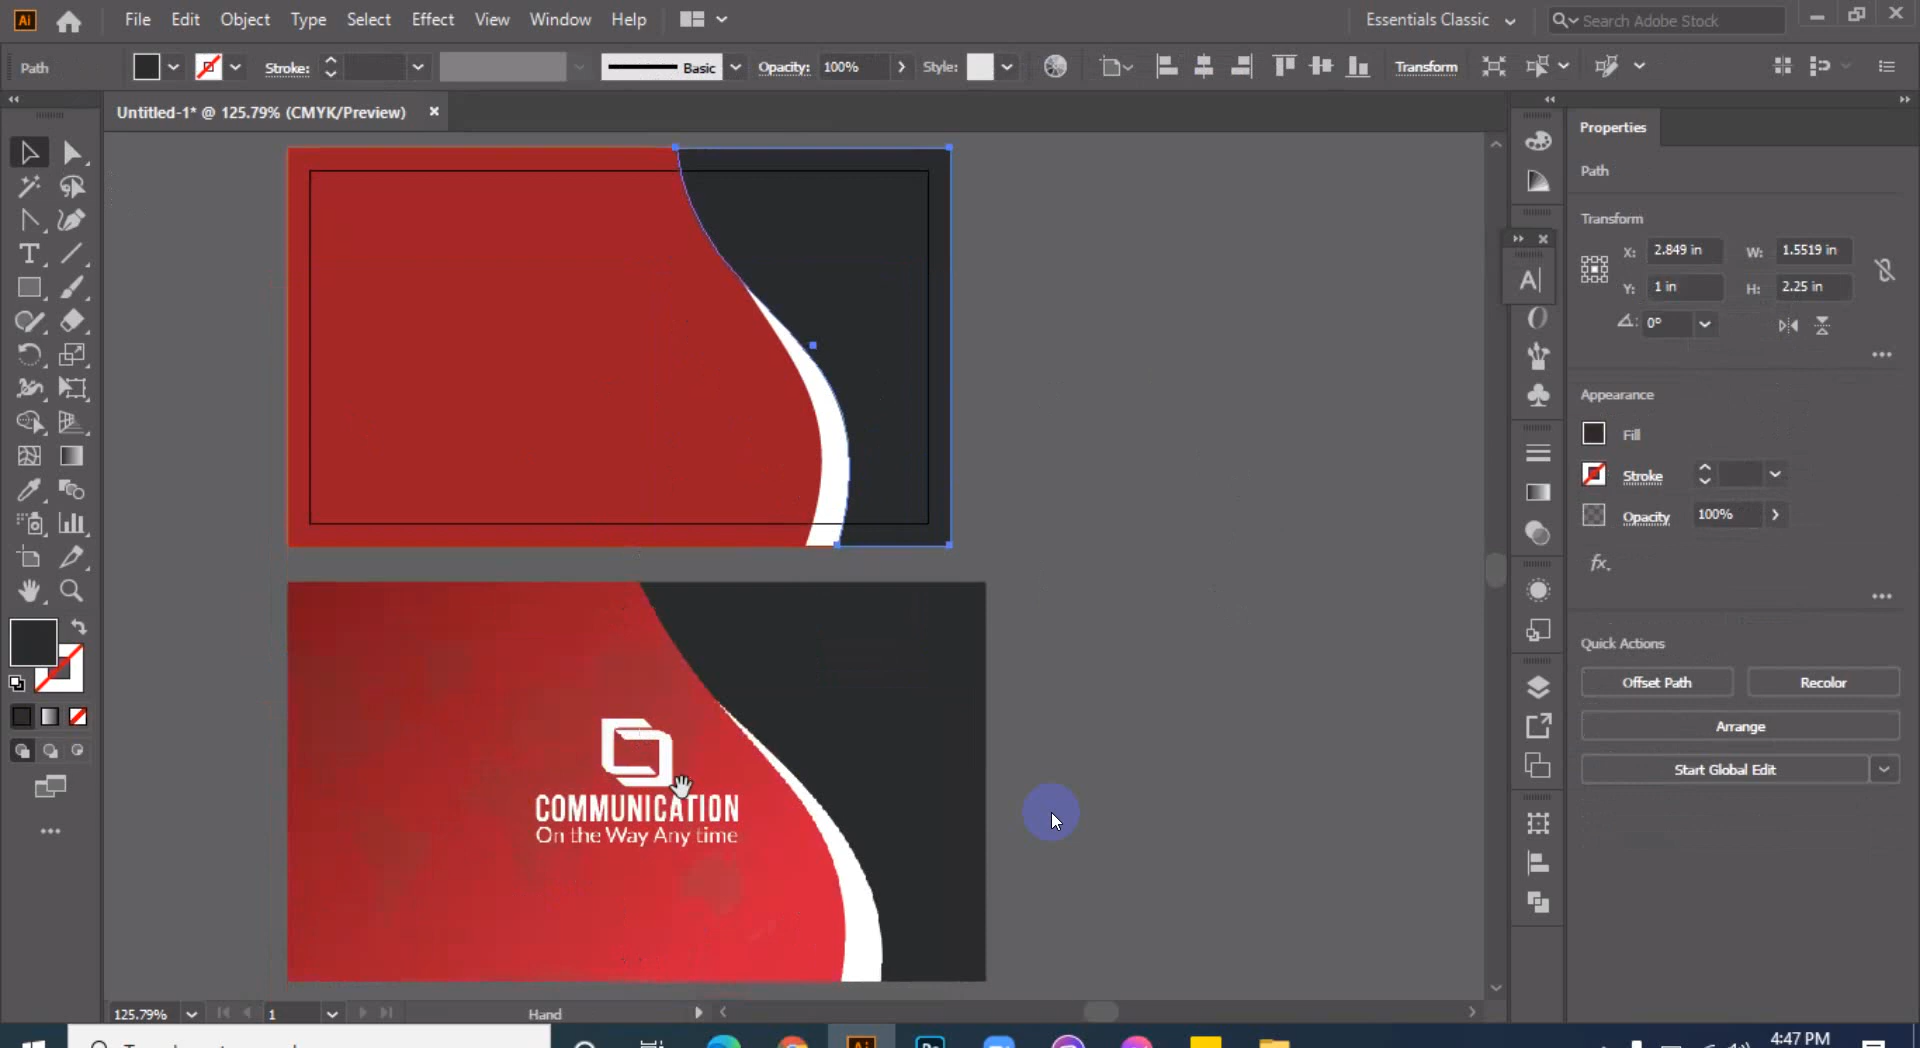 Ai File Edit Object Type Select Effect View Window Help Essentials Classic Search Adobe Stock
Path Stroke: Basic Opacity: 100% Style: Transform
Untitled-1* @ 125.79% (CMYK/Preview)
Properties
Path
Transform
X: 2.849 in W: 1.5519 in
Y: 1 in H: 2.25 in
0°
Appearance
Fill
Stroke
Opacity 100%
fx.
Quick Actions
Offset Path Recolor
Arrange
Start Global Edit
COMMUNICATION
On the Way Any time
125.79% 1 Hand
4:47 PM